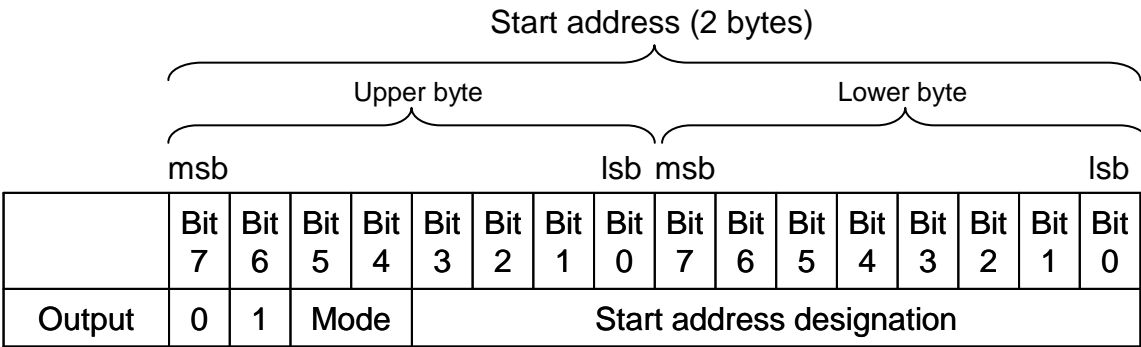 Start address (2 bytes)
Upper byte Lower byte
msb lsb msb lsb
Bit 7 Bit 6 Bit 5 Bit 4 Bit 3 Bit 2 Bit 1 Bit 0 Bit 7 Bit 6 Bit 5 Bit 4 Bit 3 Bit 2 Bit 1 Bit 0
Output 0 1 Mode Start address designation